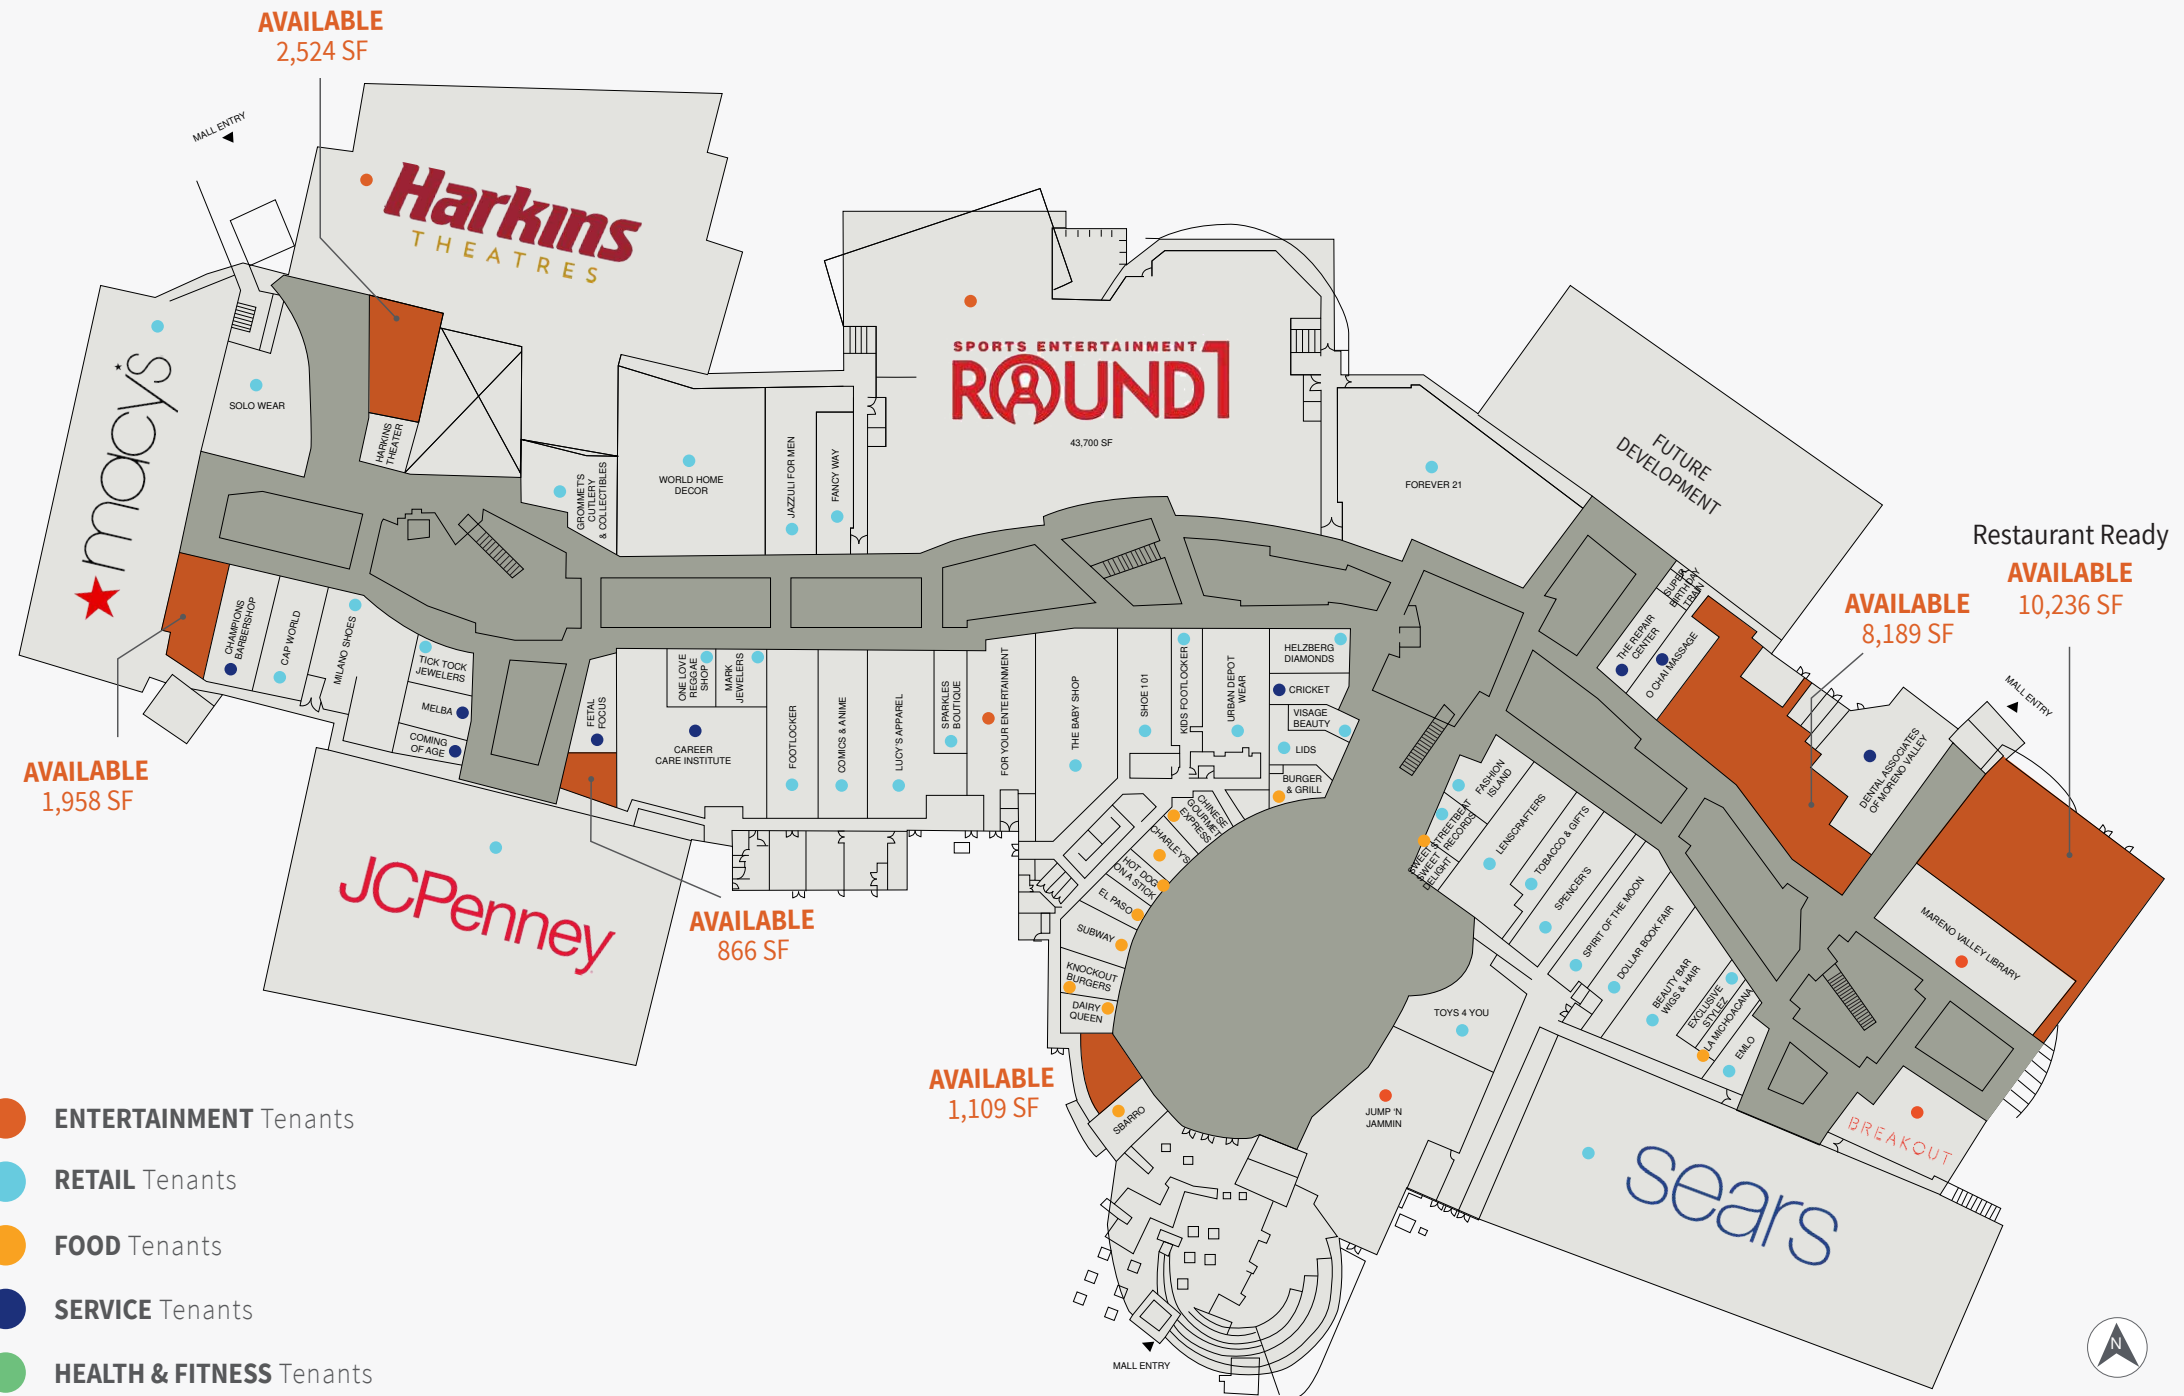 AVAILABLE
2,524 SF
MALL ENTRY
Harkins
THEATRES
macy's
SOLO WEAR
HARKINS
THEATER
GROMMET'S
CUTLERY
& COLLECTIBLES
WORLD HOME
DECOR
JAZZULI FOR MEN
FANCY WAY
SPORTS ENTERTAINMENT
ROUND1
43,700 SF
FOREVER 21
FUTURE
DEVELOPMENT
Restaurant Ready
AVAILABLE
10,236 SF
AVAILABLE
8,189 SF
SUPER
BIRTHDAY
TRAIN
THE REPAIR
CENTER
O CHAI MASSAGE
DENTAL ASSOCIATES
OF MORENO VALLEY
MALL ENTRY
CHAMPIONS
BARBERSHOP
CAP WORLD
MILANO SHOES
TICK TOCK
JEWELERS
MELBA
COMING
OF AGE
FETAL
FOCUS
ONE LOVE
REGGAE
SHOP
MARK
JEWELERS
CAREER
CARE INSTITUTE
FOOTLOCKER
COMICS & ANIME
LUCY'S APPAREL
SPARKLES
BOUTIQUE
FOR YOUR ENTERTAINMENT
THE BABY SHOP
SHOE 101
KIDS FOOTLOCKER
URBAN DEPOT
WEAR
HELZBERG
DIAMONDS
CRICKET
VISAGE
BEAUTY
LIDS
BURGER
& GRILL
CHINESE
GOURMET
EXPRESS
CHARLEY'S
HOT DOG
ON A STICK
EL PASO
SUBWAY
KNOCKOUT
BURGERS
DAIRY
QUEEN
SBARRO
AVAILABLE
1,958 SF
JCPenney
AVAILABLE
866 SF
AVAILABLE
1,109 SF
FASHION
ISLAND
STREETBEAT
RECORDS
SWEET
SWEET
DELIGHT
LENSCRAFTERS
TOBACCO & GIFTS
SPENCER'S
SPIRIT OF THE MOON
DOLLAR BOOK FAIR
BEAUTY BAR
WIGS & HAIR
EXCLUSIVE
STYLEZ
LA MICHOACANA
EMLO
MARENO VALLEY LIBRARY
TOYS 4 YOU
JUMP 'N
JAMMIN
BREAKOUT
sears
MALL ENTRY
ENTERTAINMENT Tenants
RETAIL Tenants
FOOD Tenants
SERVICE Tenants
HEALTH & FITNESS Tenants
N